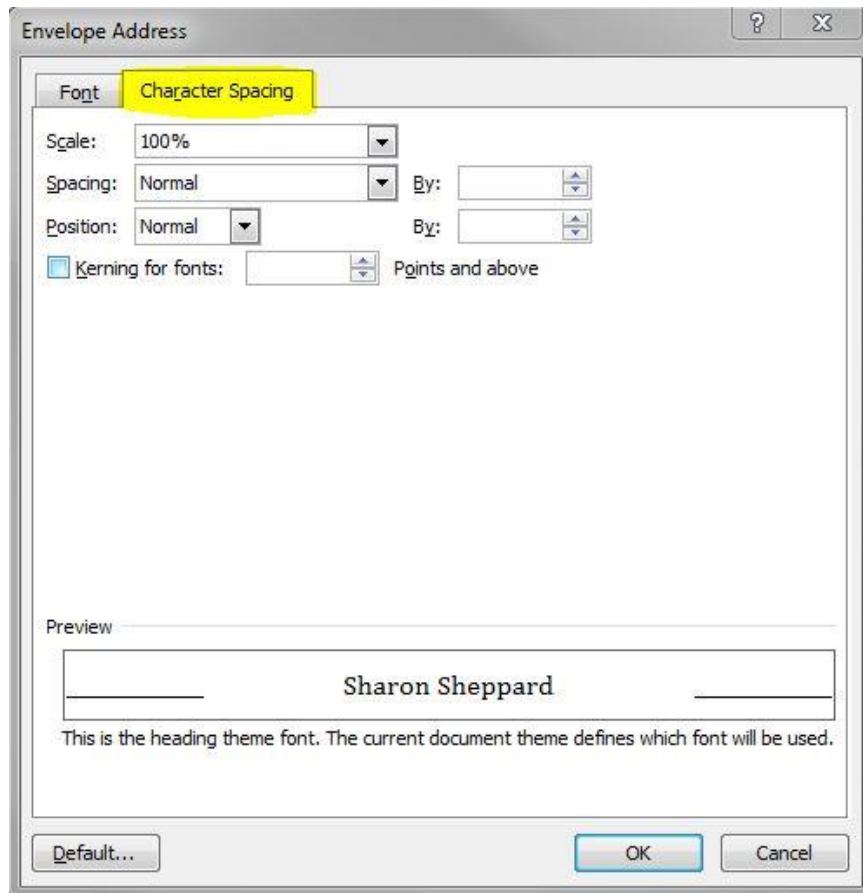 Envelope Address
Font Character Spacing
Scale: 100%
Spacing: Normal By:
Position: Normal By:
Kerning for fonts: Points and above
Preview
Sharon Sheppard
This is the heading theme font. The current document theme defines which font will be used.
Default... OK Cancel